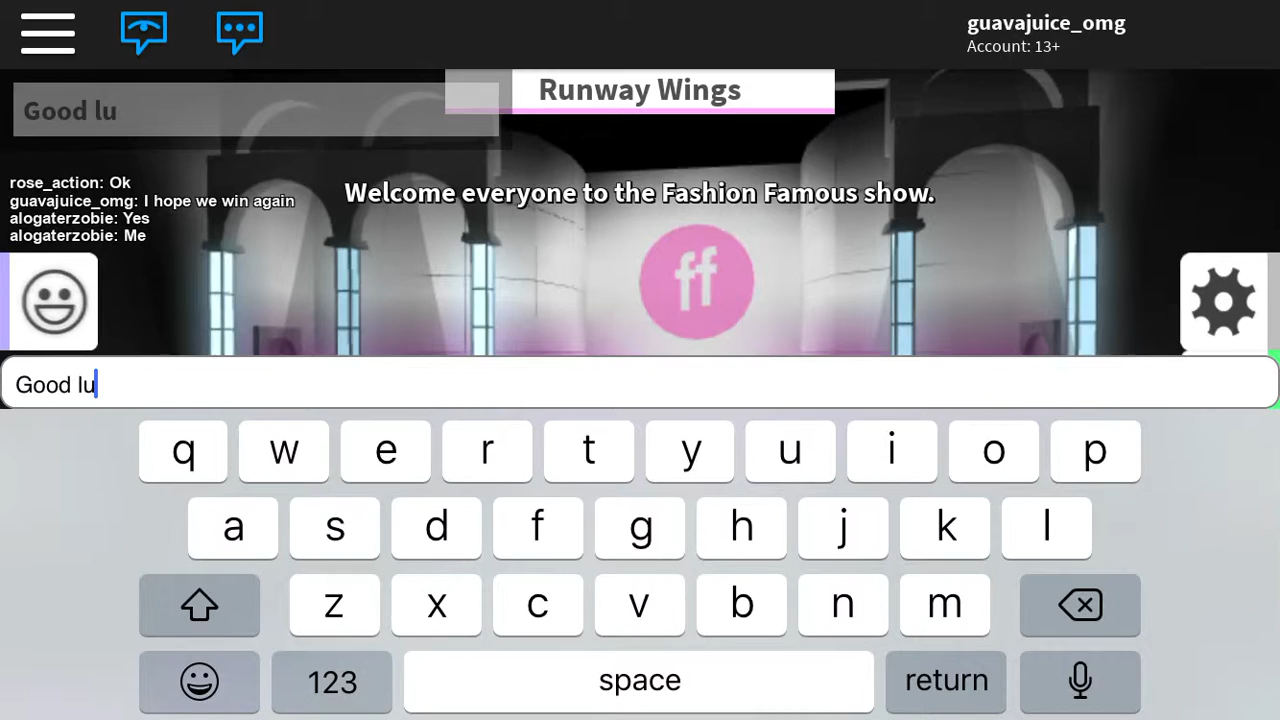 guavajuice_omg
Account: 13+
Runway Wings
Good lu
rose_action: Ok
guavajuice_omg: I hope we win again
alogaterzobie: Yes
alogaterzobie: Me
Welcome everyone to the Fashion Famous show.
ff
Good lu
q w e r t y u i o p
a s d f g h j k l
z x c v b n m
123 space return